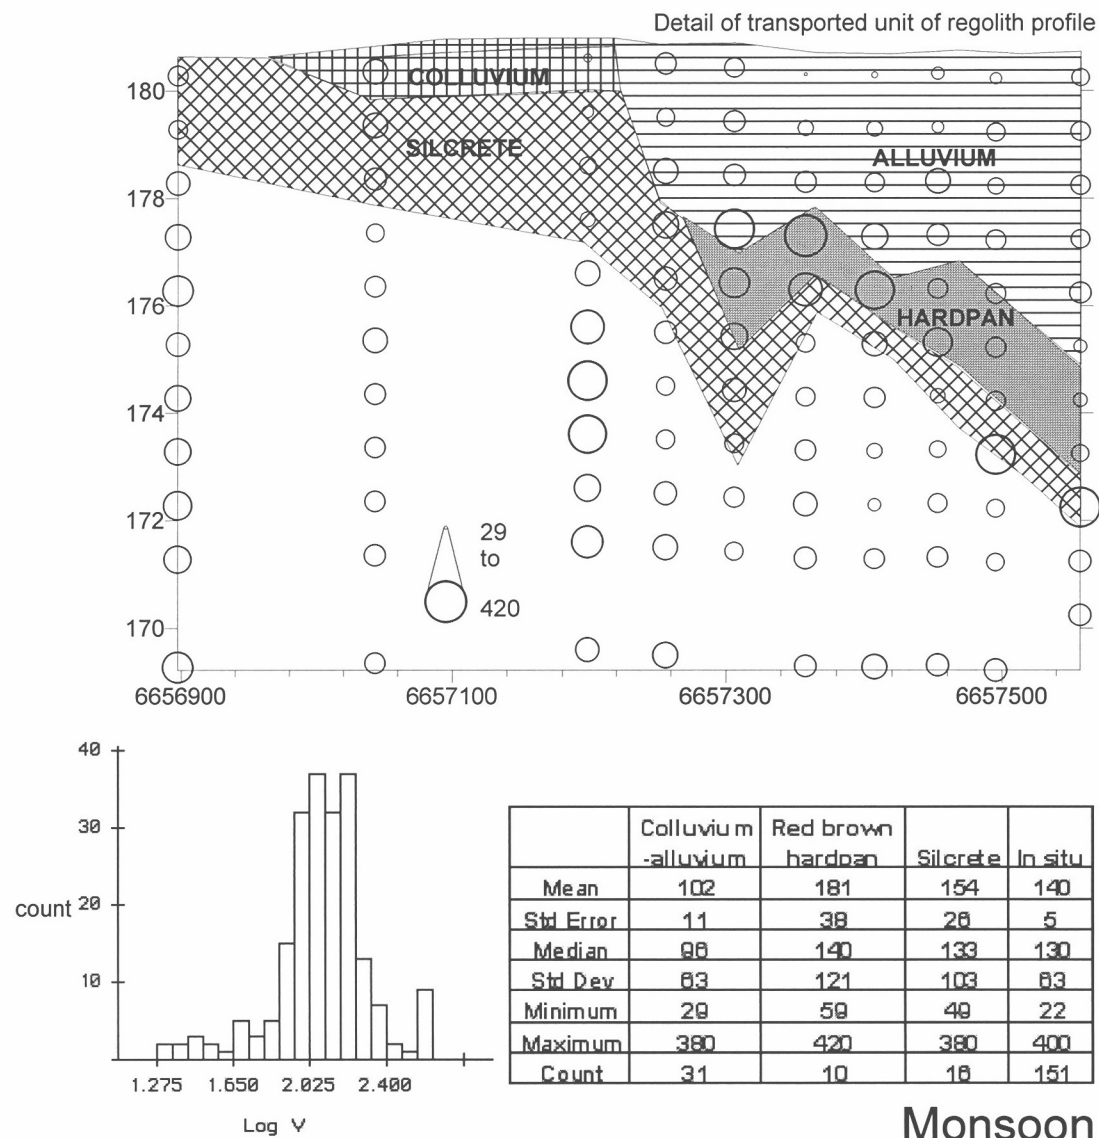 Detail of transported unit of regolith profile
180
COLLUVIUM
SILCRETE
ALLUVIUM
178
176
HARDPAN
174
172
29
to
420
170
6656900 6657100 6657300 6657500
40
30
count 20
10
1.275 1.650 2.025 2.400
Log V
Colluvium Red brown
-alluvium hardpan Silcrete In situ
Mean 102 181 154 140
Std Error 11 38 26 5
Median 96 140 133 130
Std Dev 63 121 103 63
Minimum 29 59 49 22
Maximum 380 420 380 400
Count 31 10 16 151
Monsoon